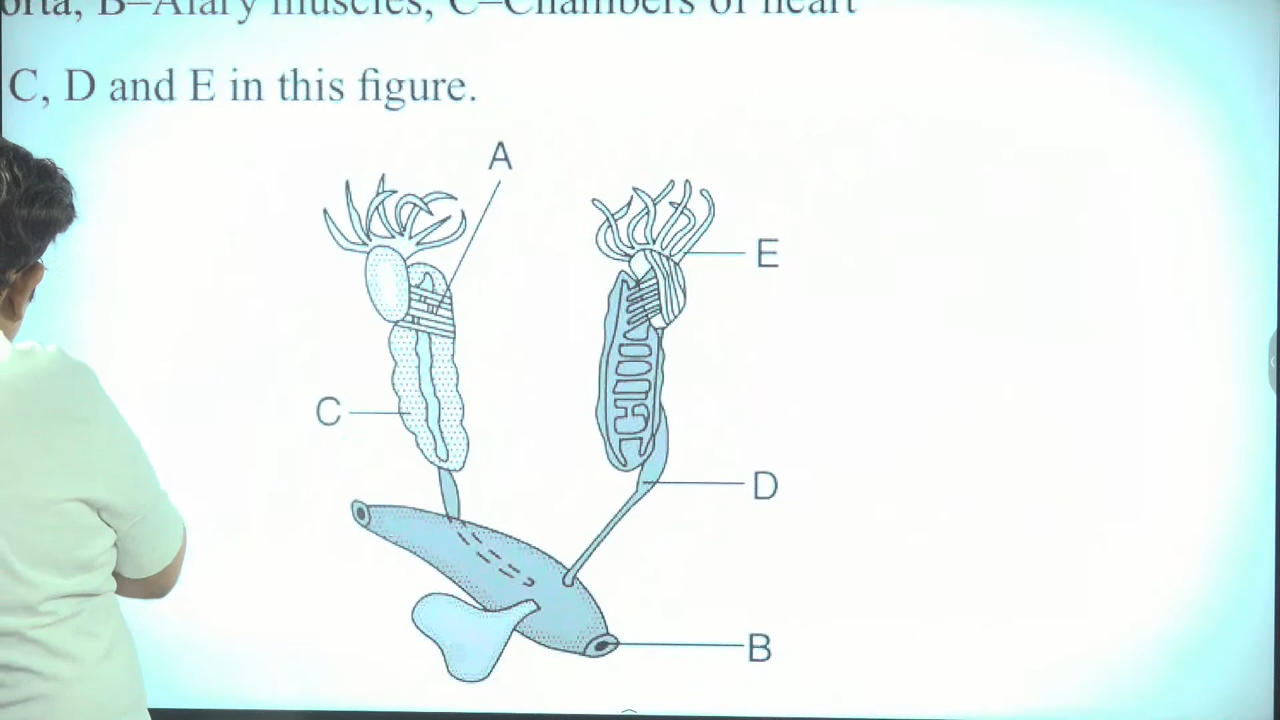 orta, B–Alary muscles, C–Chambers of heart
C, D and E in this figure.
A
E
C
D
B